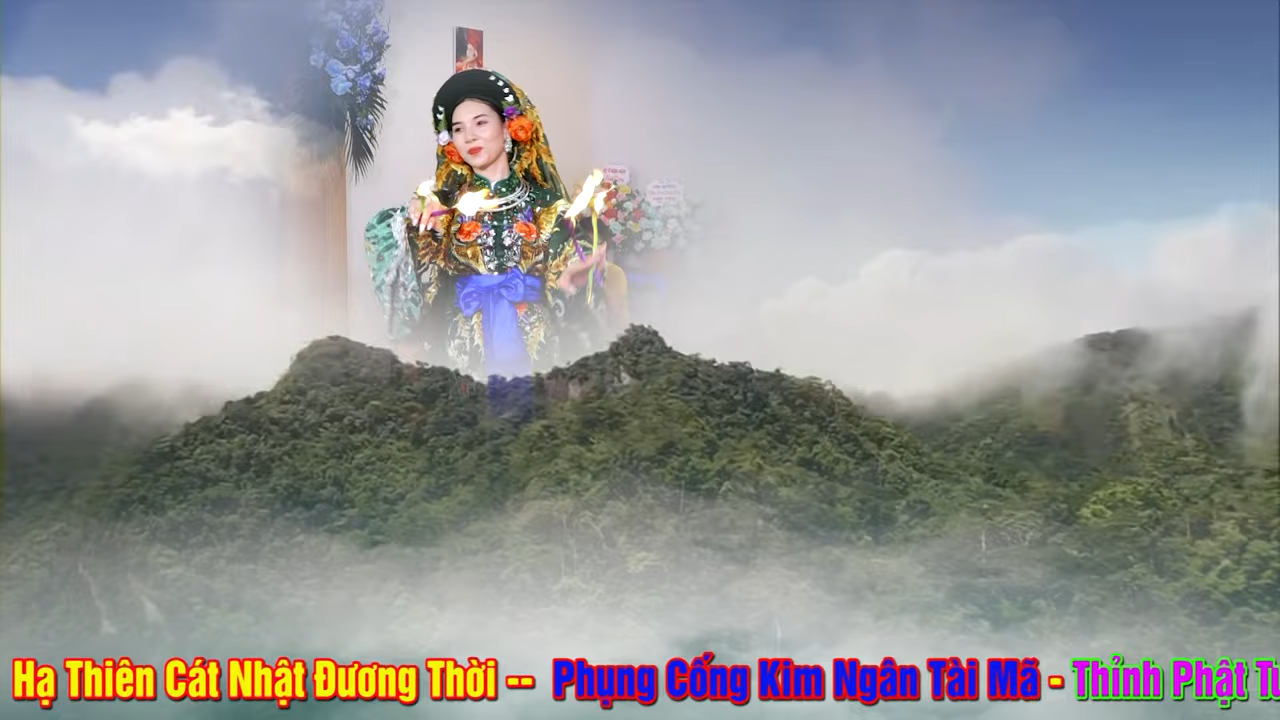 Hạ Thiên Cát Nhật Đương Thời -- Phụng Cống Kim Ngân Tài Mã - Thỉnh Phật